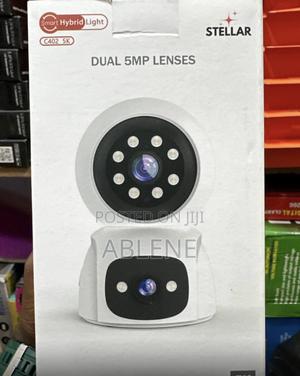 Smart Hybrid Light
C402 5K
STELLAR
DUAL 5MP LENSES
POSTED ON JIJI
ABLENE